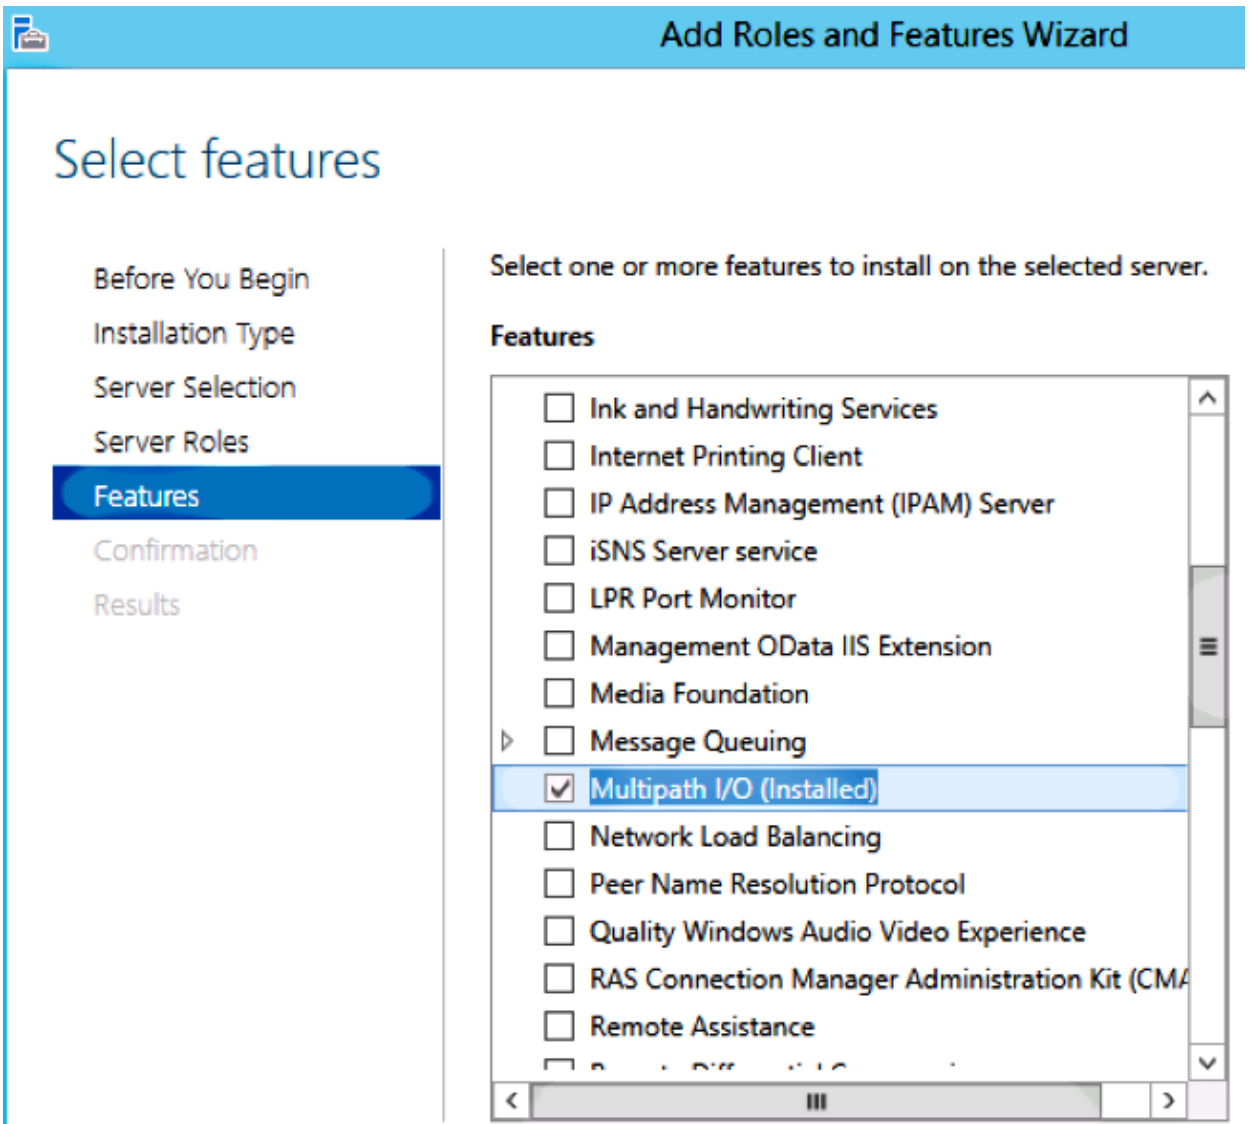 Add Roles and Features Wizard
Select features
Before You Begin
Installation Type
Server Selection
Server Roles
Features
Confirmation
Results
Select one or more features to install on the selected server.
Features
Ink and Handwriting Services
Internet Printing Client
IP Address Management (IPAM) Server
iSNS Server service
LPR Port Monitor
Management OData IIS Extension
Media Foundation
Message Queuing
Multipath I/O (Installed)
Network Load Balancing
Peer Name Resolution Protocol
Quality Windows Audio Video Experience
RAS Connection Manager Administration Kit (CMA
Remote Assistance